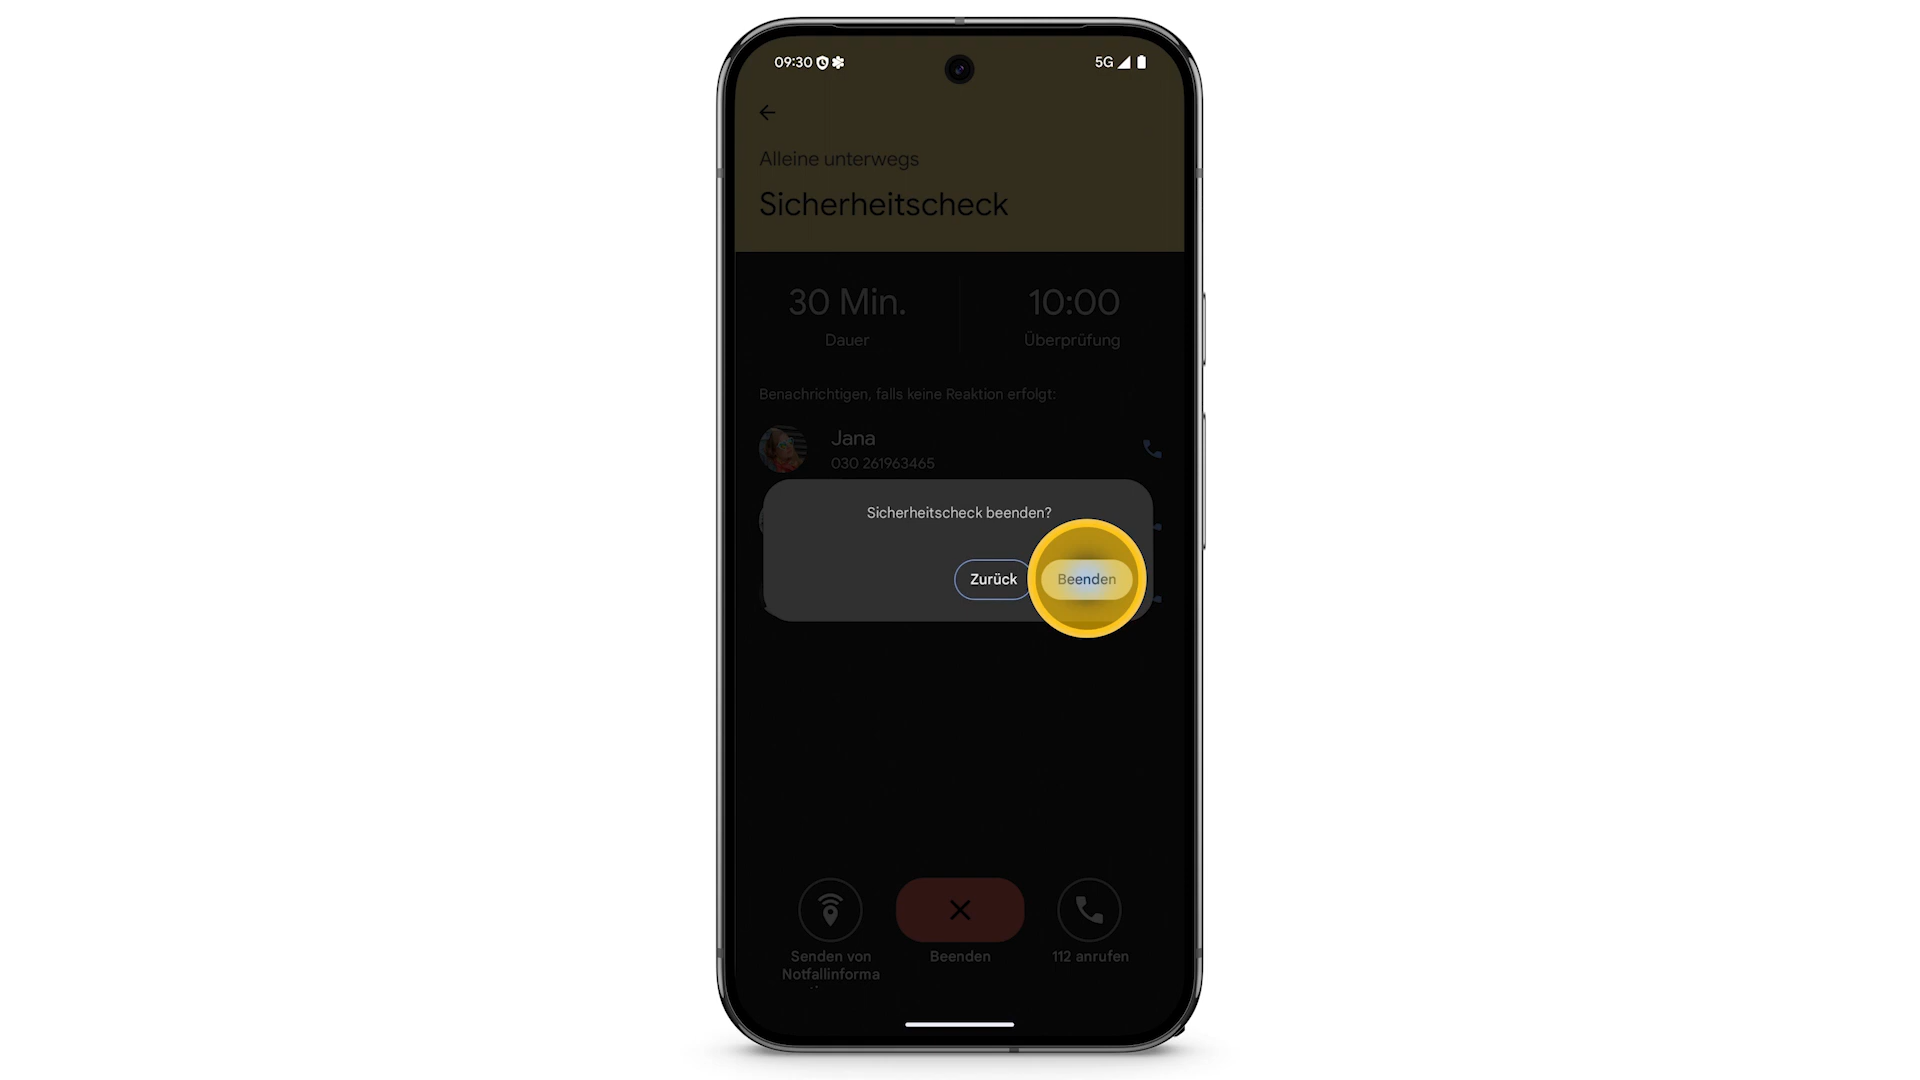 09:30
5G
Alleine unterwegs
Sicherheitscheck
30 Min.
10:00
Dauer
Überprüfung
Benachrichtigen, falls keine Reaktion erfolgt:
Jana
030 261963465
Sicherheitscheck beenden?
Zurück
Beenden
Senden von
Notfallinforma
Beenden
112 anrufen